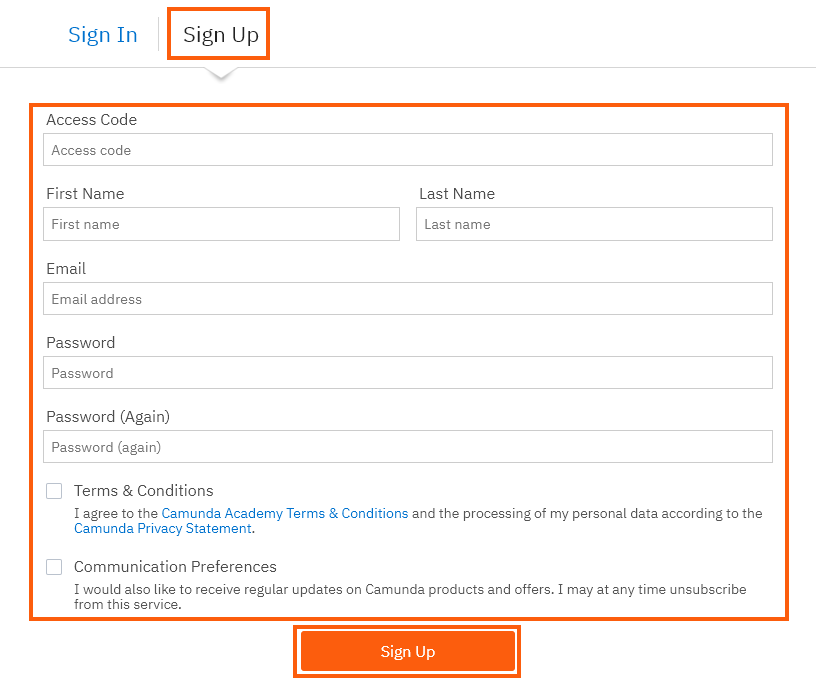 Sign In
Sign Up
Access Code
Access code
First Name
Last Name
First name
Last name
Email
Email address
Password
Password
Password (Again)
Password (again)
Terms & Conditions
I agree to the Camunda Academy Terms & Conditions and the processing of my personal data according to the
Camunda Privacy Statement.
Communication Preferences
I would also like to receive regular updates on Camunda products and offers. I may at any time unsubscribe
from this service.
Sign Up